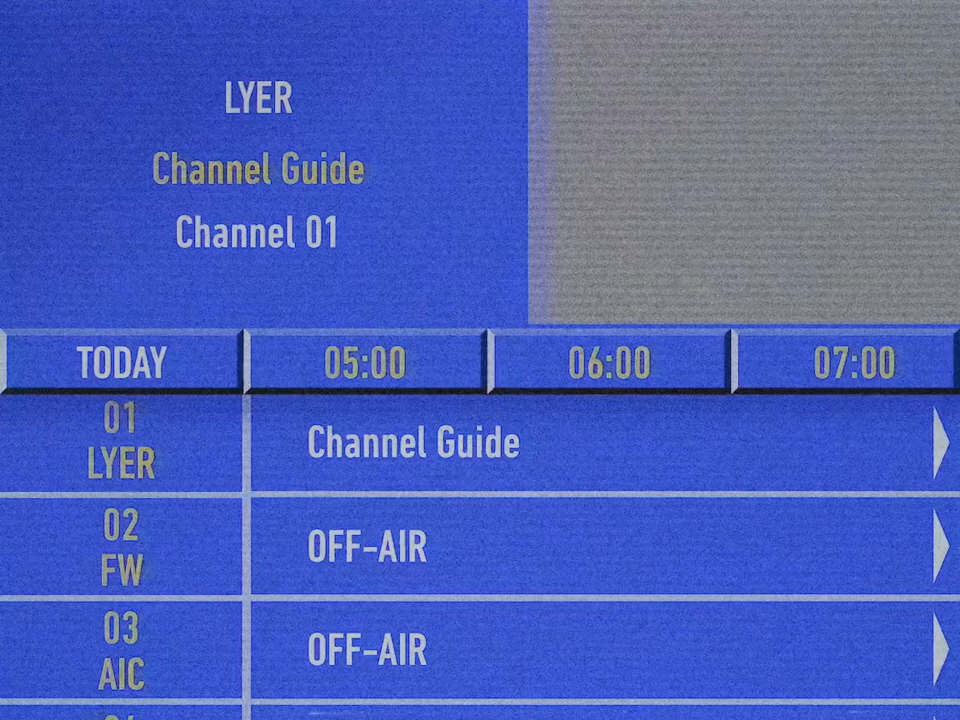 LYER
Channel Guide
Channel 01
TODAY 05:00 06:00 07:00
01
LYER
Channel Guide
02
FW
OFF-AIR
03
AIC
OFF-AIR